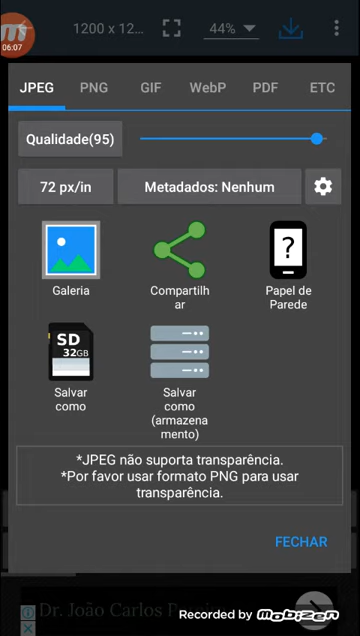 06:07
1200 x 12...
44%
JPEG PNG GIF WebP PDF ETC
Qualidade(95)
72 px/in
Metadados: Nenhum
Galeria
Compartilh
ar
?
Papel de
Parede
SD
32GB
Salvar
como
Salvar
como
(armazena
mento)
*JPEG não suporta transparência.
*Por favor usar formato PNG para usar
transparência.
FECHAR
Dr. João Carlos
Recorded by Mobizen